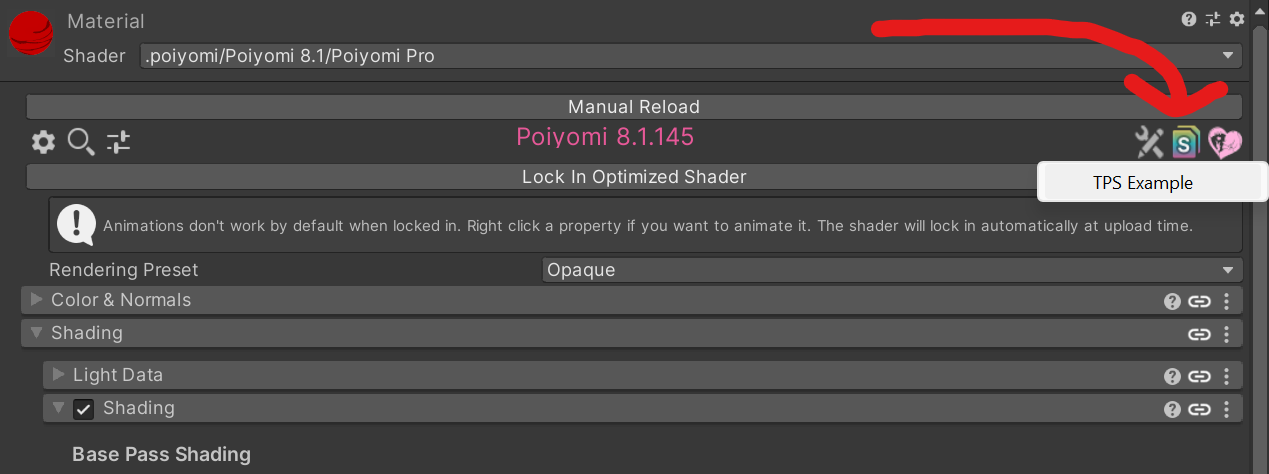 Material
Shader
.poiyomi/Poiyomi 8.1/Poiyomi Pro
Manual Reload
Poiyomi 8.1.145
S
Lock In Optimized Shader
TPS Example
Animations don't work by default when locked in. Right click a property if you want to animate it. The shader will lock in automatically at upload time.
Rendering Preset
Opaque
Color & Normals
Shading
Light Data
Shading
Base Pass Shading